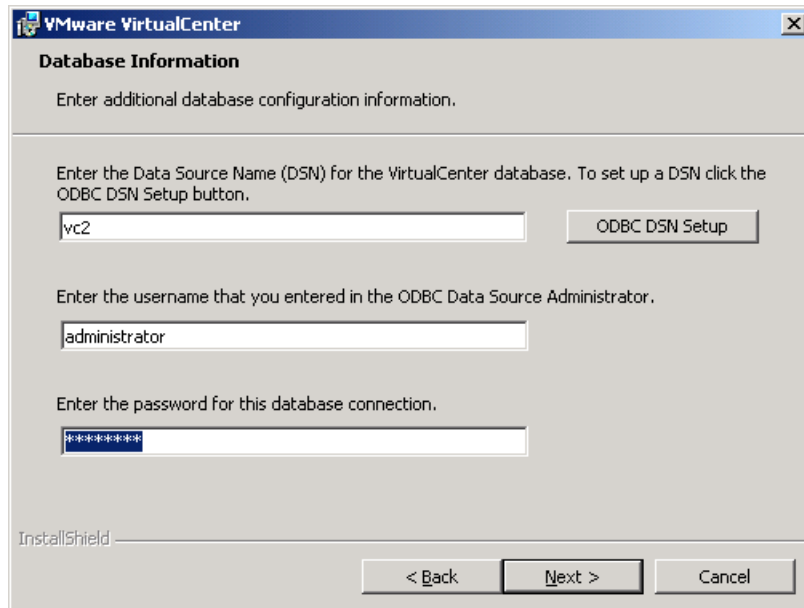 VMware VirtualCenter
Database Information
Enter additional database configuration information.
Enter the Data Source Name (DSN) for the VirtualCenter database. To set up a DSN click the
ODBC DSN Setup button.
vc2
ODBC DSN Setup
Enter the username that you entered in the ODBC Data Source Administrator.
administrator
Enter the password for this database connection.
********
InstallShield
< Back
Next >
Cancel